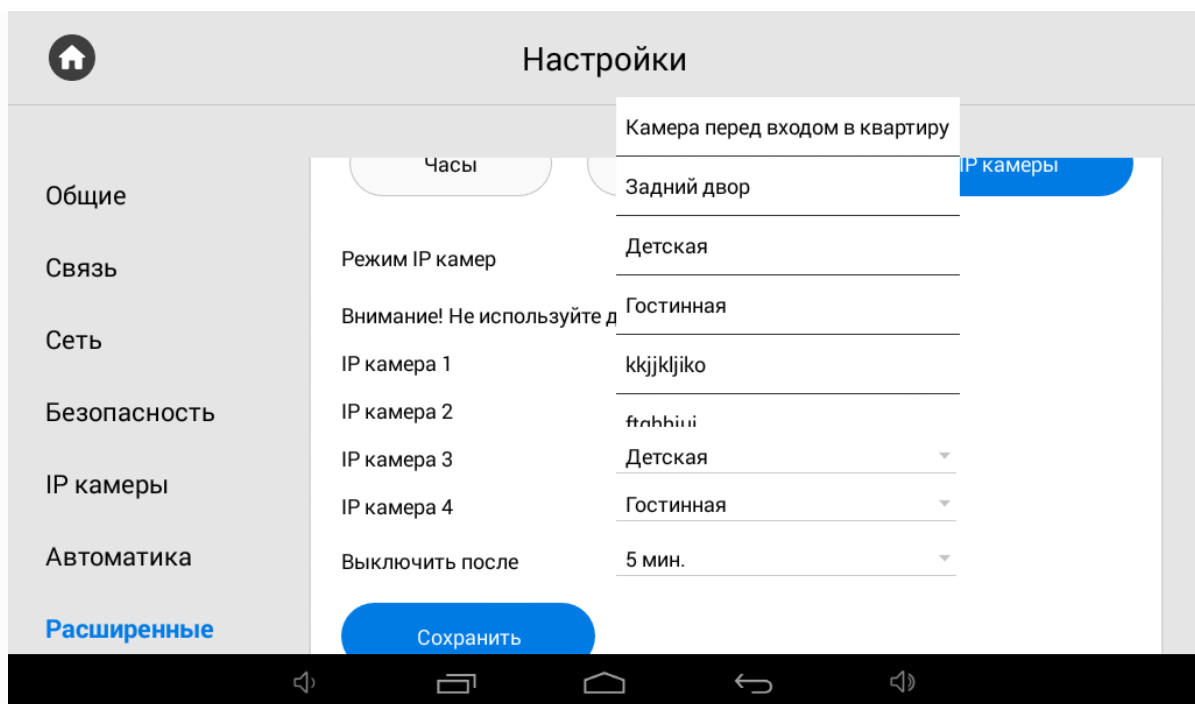 Настройки
Камера перед входом в квартиру
Часы
IP камеры
Задний двор
Общие
Детская
Режим IP камер
Связь
Гостинная
Внимание! Не используйте д
Сеть
IP камера 1
kkjjkljiko
IP камера 2
Безопасность
IP камера 3
Детская
IP камеры
IP камера 4
Гостинная
Автоматика
Выключить после
5 мин.
Расширенные
Сохранить